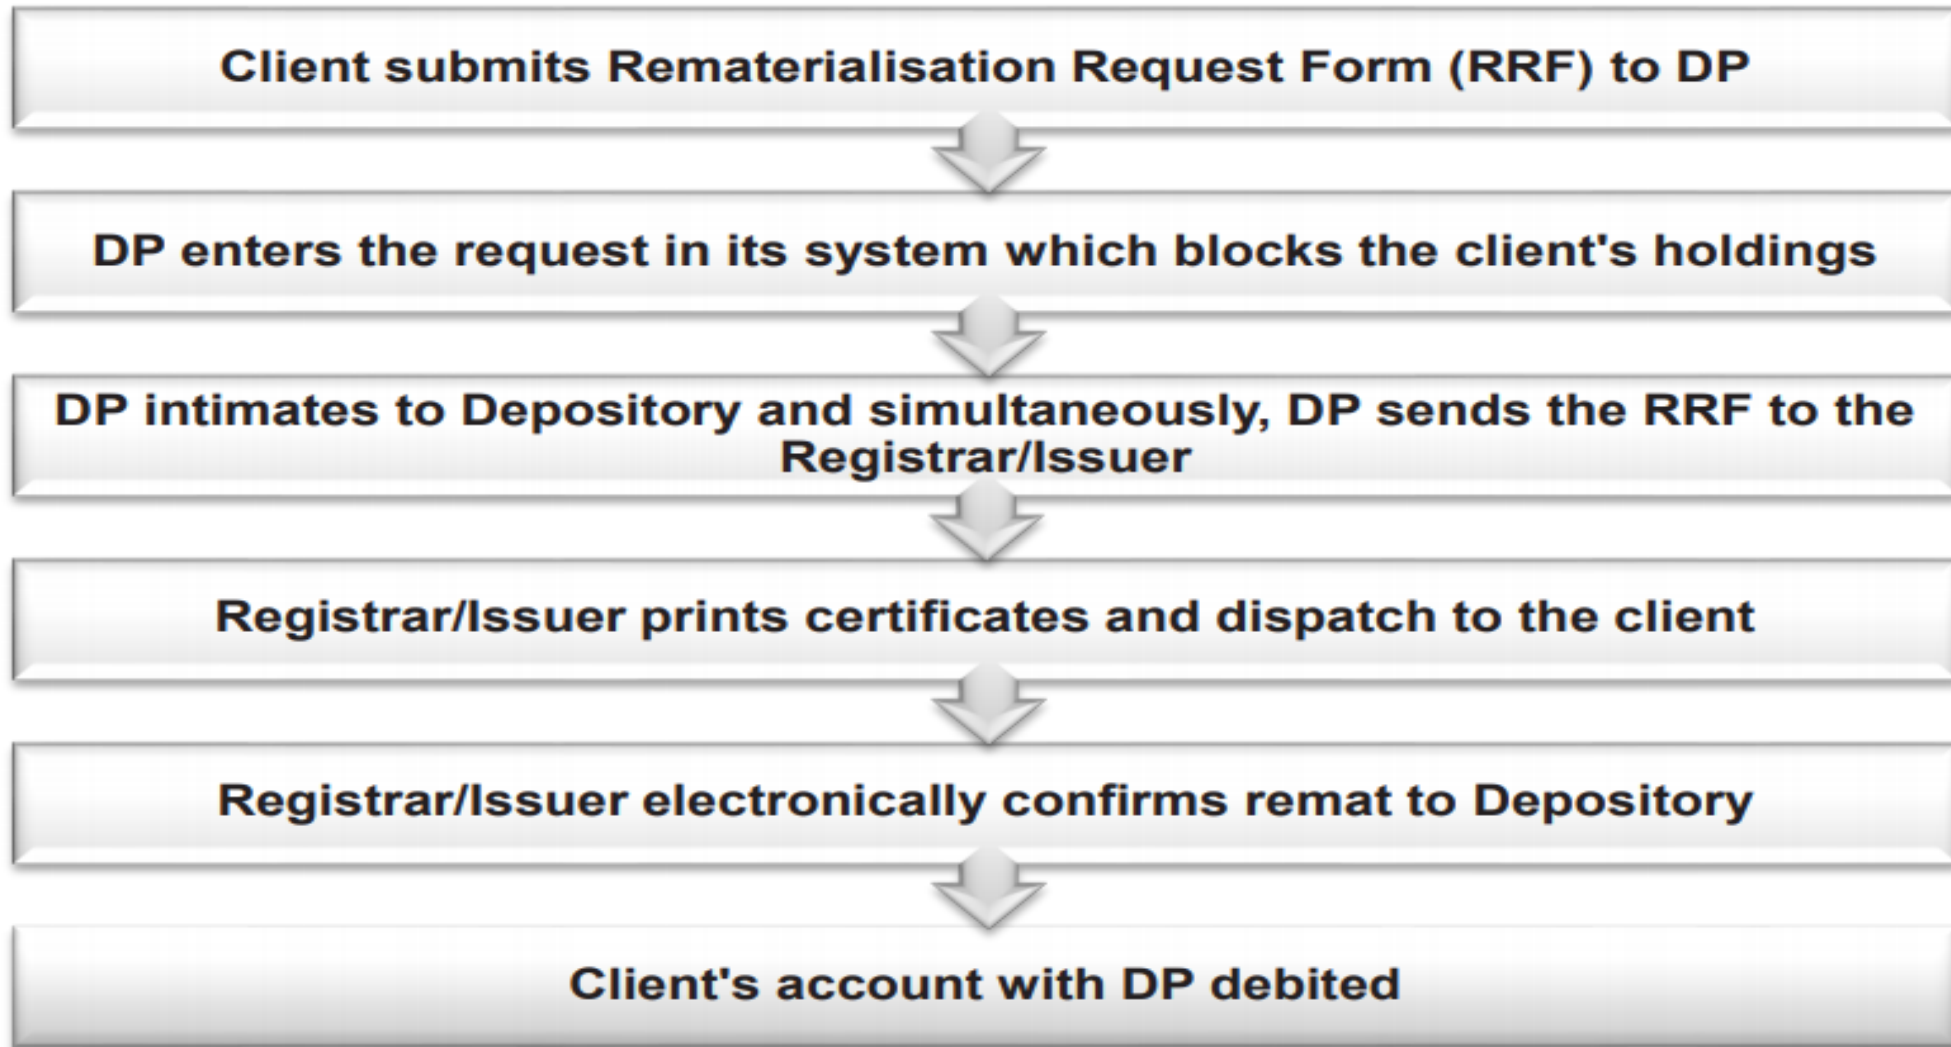 Client submits Rematerialisation Request Form (RRF) to DP
DP enters the request in its system which blocks the client's holdings
DP intimates to Depository and simultaneously, DP sends the RRF to the
Registrar/Issuer
Registrar/Issuer prints certificates and dispatch to the client
Registrar/Issuer electronically confirms remat to Depository
Client's account with DP debited